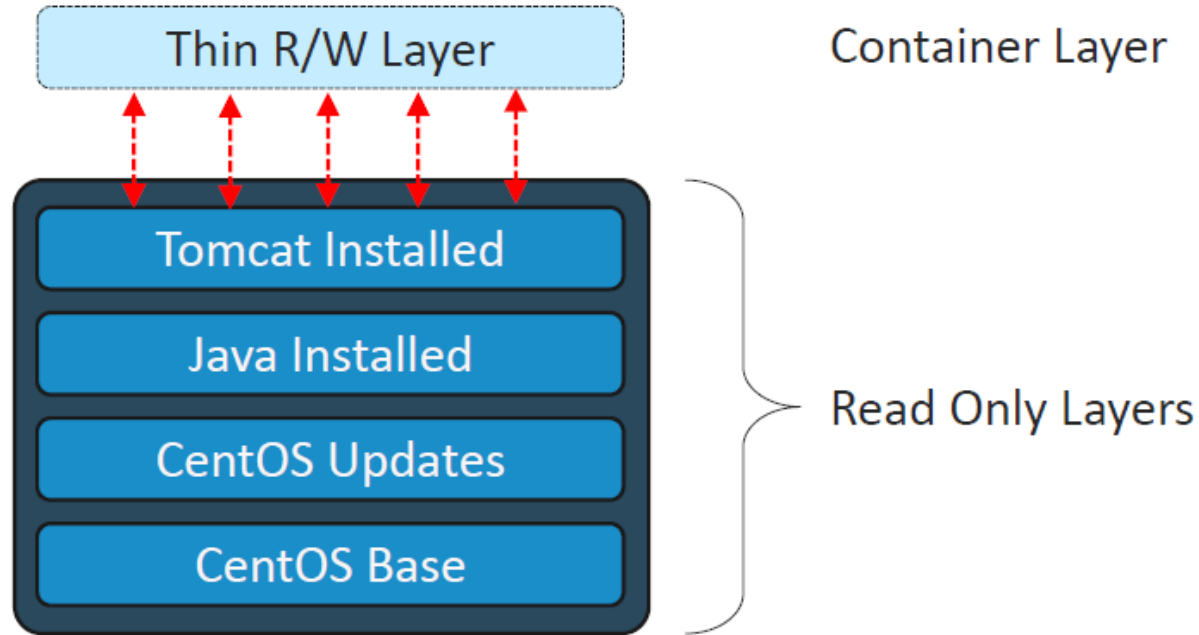 Thin R/W Layer
Container Layer
Tomcat Installed
Java Installed
CentOS Updates
CentOS Base
Read Only Layers